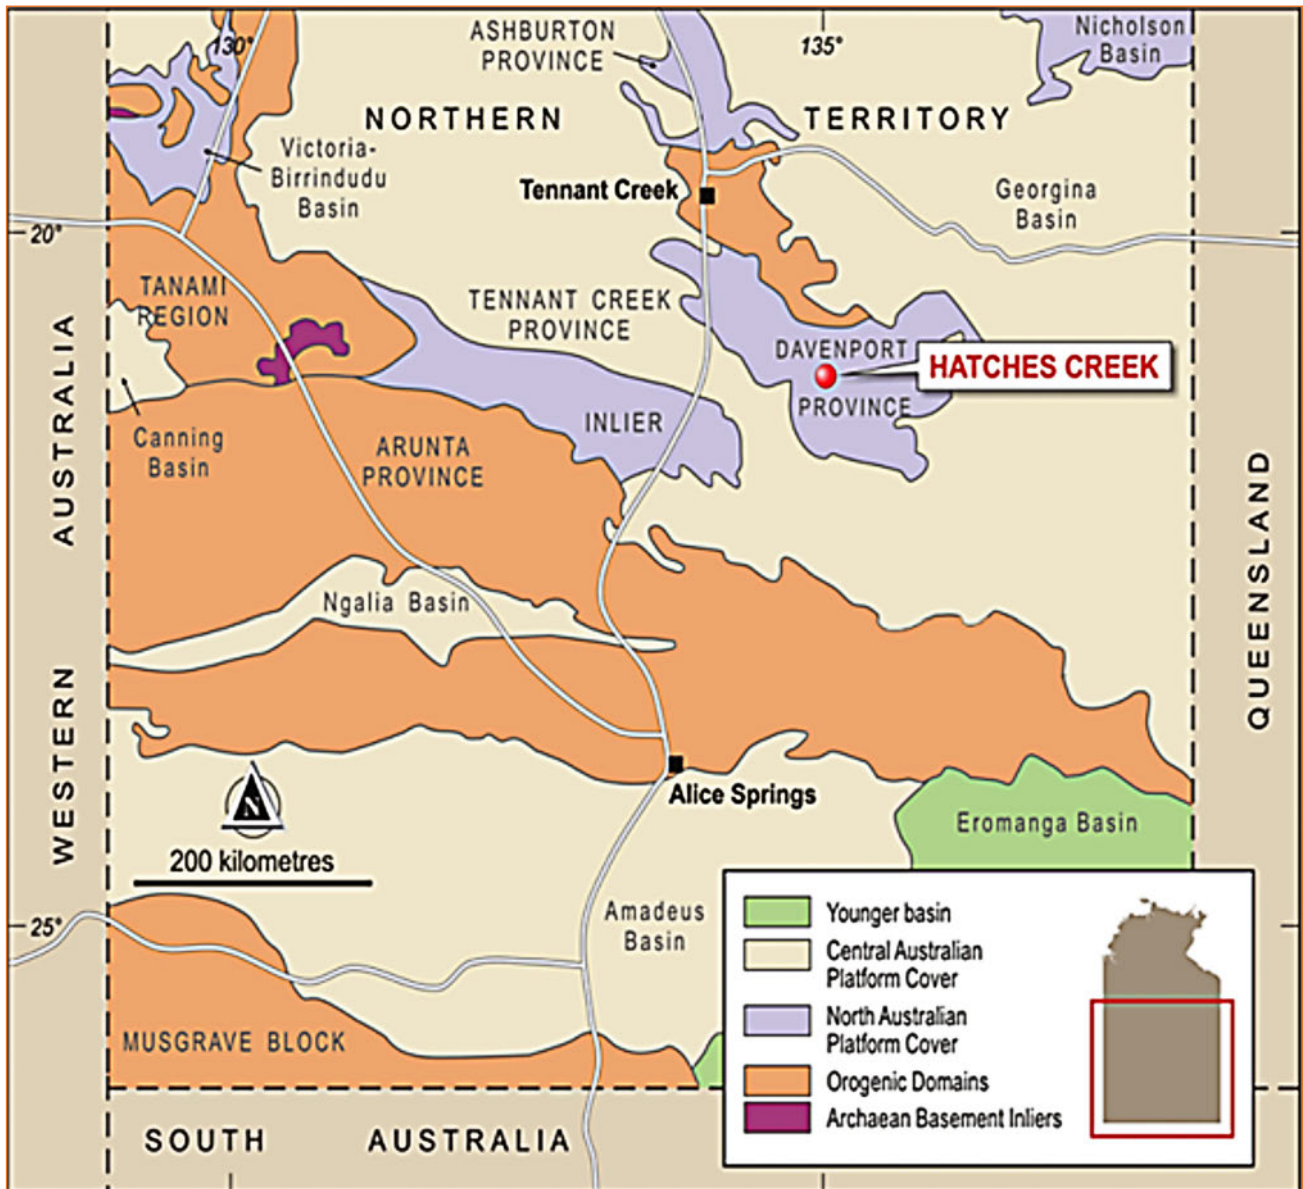 130°
ASHBURTON
PROVINCE
135°
Nicholson
Basin
NORTHERN TERRITORY
Victoria-
Birrindudu
Basin
Tennant Creek
Georgina
Basin
20°
TANAMI
REGION
TENNANT CREEK
PROVINCE
DAVENPORT
PROVINCE
HATCHES CREEK
INLIER
Canning
Basin
ARUNTA
PROVINCE
WESTERN AUSTRALIA
QUEENSLAND
Ngalia Basin
Alice Springs
Eromanga Basin
N
200 kilometres
25°
Amadeus
Basin
MUSGRAVE BLOCK
SOUTH AUSTRALIA
Younger basin
Central Australian
Platform Cover
North Australian
Platform Cover
Orogenic Domains
Archaean Basement Inliers